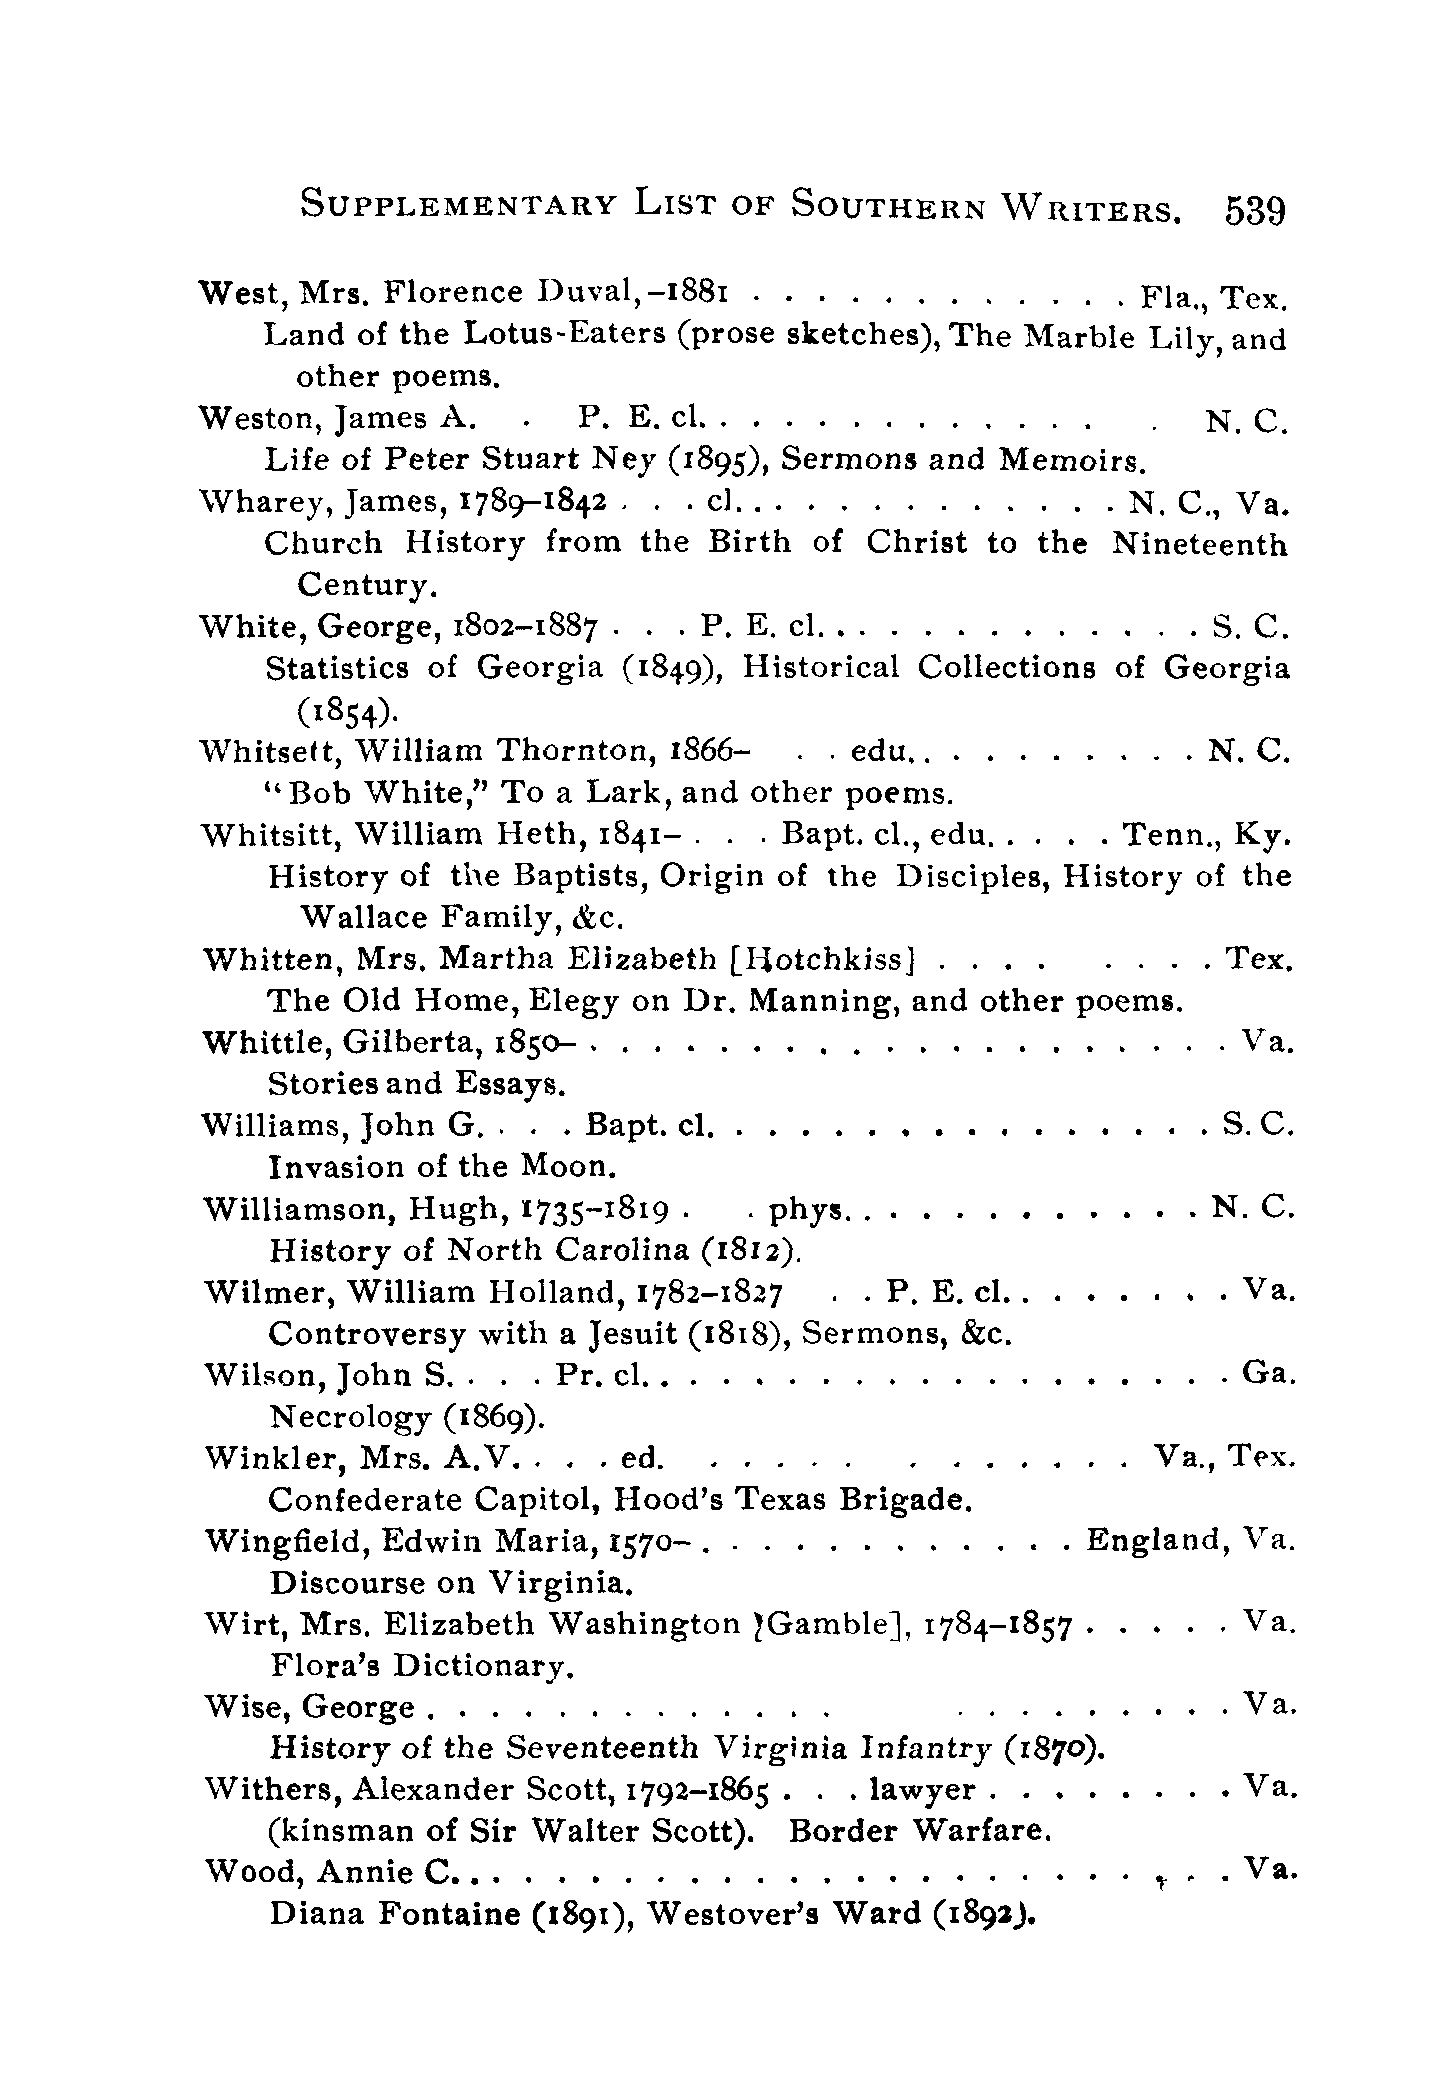 Supplementary List of Southern Writers. 539
West, Mrs. Florence Duval, –1881 . . . . . . . . . . . . Fla., Tex.
Land of the Lotus-Eaters (prose sketches), The Marble Lily, and
other poems.
Weston, James A. . P. E. cl. . . . . . . . . . . . . . N. C.
Life of Peter Stuart Ney (1895), Sermons and Memoirs.
Wharey, James, 1789–1842 . . . cl. . . . . . . . . . . . . N. C., Va.
Church History from the Birth of Christ to the Nineteenth
Century.
White, George, 1802–1887 . . . P. E. cl. . . . . . . . . . . . . S. C.
Statistics of Georgia (1849), Historical Collections of Georgia
(1854).
Whitsett, William Thornton, 1866– . . edu. . . . . . . . . . N. C.
"Bob White," To a Lark, and other poems.
Whitsitt, William Heth, 1841– . . . Bapt. cl., edu. . . . . Tenn., Ky.
History of the Baptists, Origin of the Disciples, History of the
Wallace Family, &c.
Whitten, Mrs. Martha Elizabeth [Hotchkiss] . . . . . . . . Tex.
The Old Home, Elegy on Dr. Manning, and other poems.
Whittle, Gilberta, 1850– . . . . . . . . . . . . . . . . . . . . Va.
Stories and Essays.
Williams, John G. . . . Bapt. cl. . . . . . . . . . . . . . . . S. C.
Invasion of the Moon.
Williamson, Hugh, 1735–1819 . . phys. . . . . . . . . . . . N. C.
History of North Carolina (1812).
Wilmer, William Holland, 1782–1827 . . P. E. cl. . . . . . . . Va.
Controversy with a Jesuit (1818), Sermons, &c.
Wilson, John S. . . . Pr. cl. . . . . . . . . . . . . . . . . . . Ga.
Necrology (1869).
Winkler, Mrs. A. V. . . . ed. . . . . . . . . . . . . Va., Tex.
Confederate Capitol, Hood's Texas Brigade.
Wingfield, Edwin Maria, 1570– . . . . . . . . . . . . England, Va.
Discourse on Virginia.
Wirt, Mrs. Elizabeth Washington [Gamble], 1784–1857 . . . . . Va.
Flora's Dictionary.
Wise, George . . . . . . . . . . . . . . . . . . . . . . Va.
History of the Seventeenth Virginia Infantry (1870).
Withers, Alexander Scott, 1792–1865 . . . lawyer . . . . . . . . Va.
(kinsman of Sir Walter Scott). Border Warfare.
Wood, Annie C. . . . . . . . . . . . . . . . . . . . . . . . . Va.
Diana Fontaine (1891), Westover's Ward (1892).